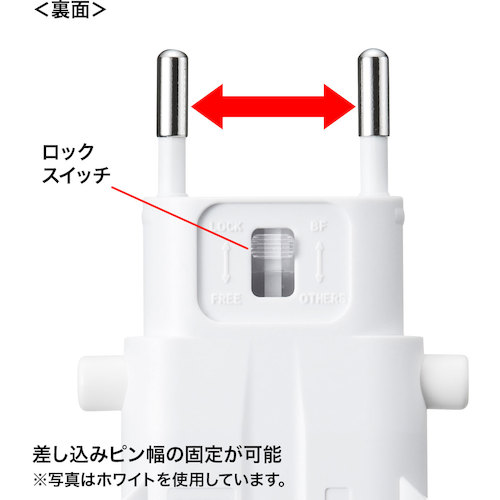 ＜裏面＞
ロック
スイッチ
LOCK BF
FREE OTHERS
差し込みピン幅の固定が可能
※写真はホワイトを使用しています。